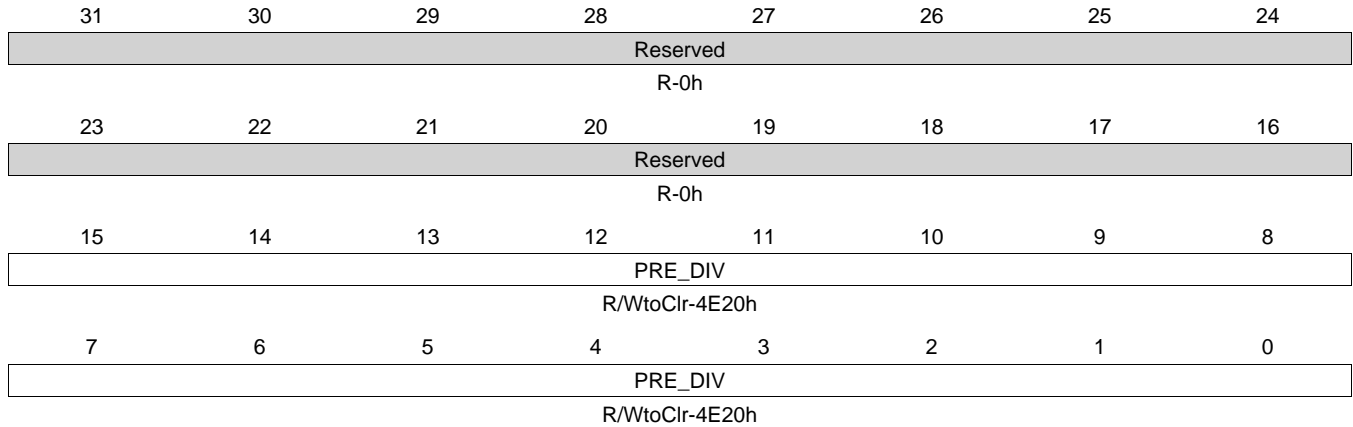 31 30 29 28 27 26 25 24
Reserved
R-0h
23 22 21 20 19 18 17 16
Reserved
R-0h
15 14 13 12 11 10 9 8
PRE_DIV
R/WtoClr-4E20h
7 6 5 4 3 2 1 0
PRE_DIV
R/WtoClr-4E20h